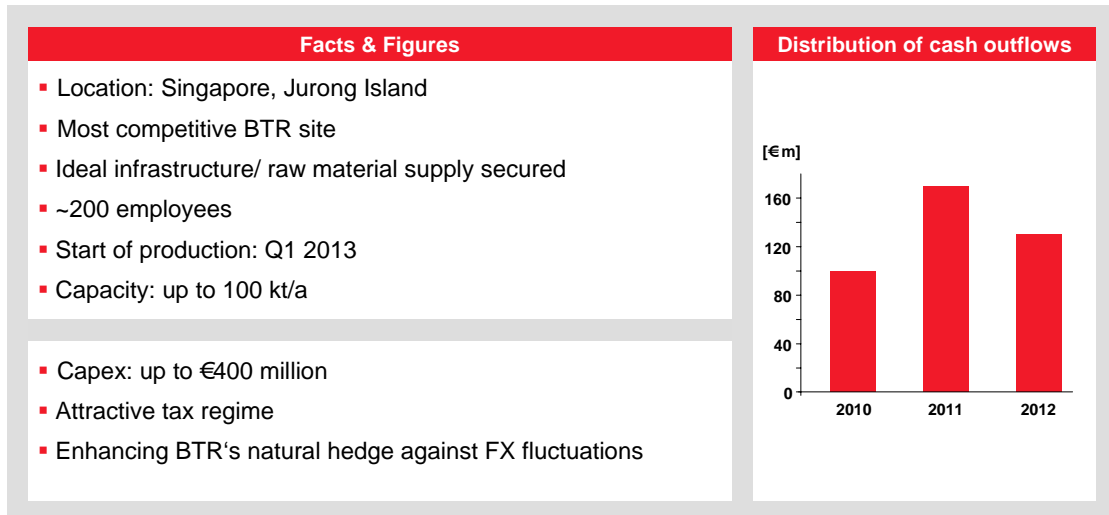 Facts & Figures
▪ Location: Singapore, Jurong Island
▪ Most competitive BTR site
▪ Ideal infrastructure/ raw material supply secured
▪ ~200 employees
▪ Start of production: Q1 2013
▪ Capacity: up to 100 kt/a
▪ Capex: up to €400 million
▪ Attractive tax regime
▪ Enhancing BTR‘s natural hedge against FX fluctuations
Distribution of cash outflows
[€ m]
160
120
80
40
0
2010 2011 2012